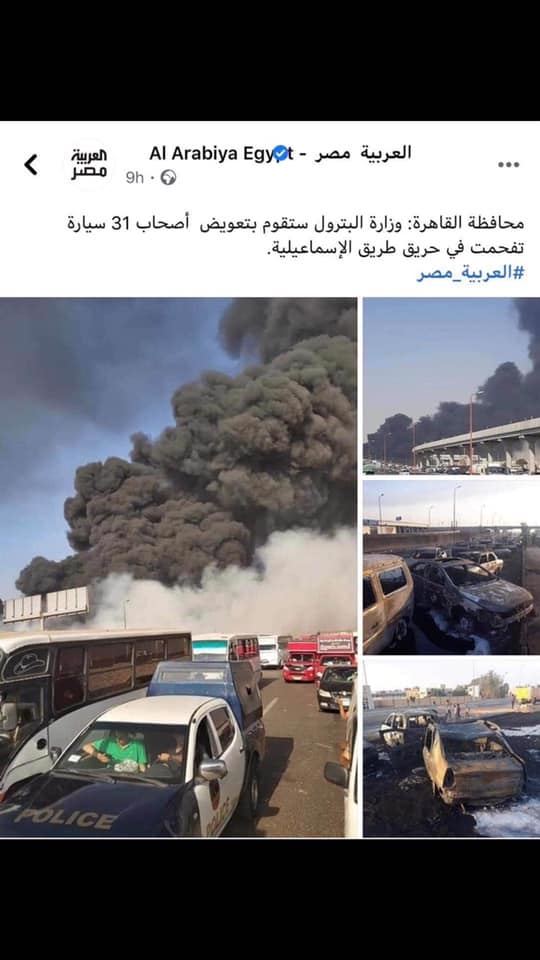 العربية مصر - Al Arabiya Egypt
العربية
مصر
9h ·
محافظة القاهرة: وزارة البترول ستقوم بتعويض أصحاب 31 سيارة
تفحمت في حريق طريق الإسماعيلية.
#العربية_مصر
POLICE